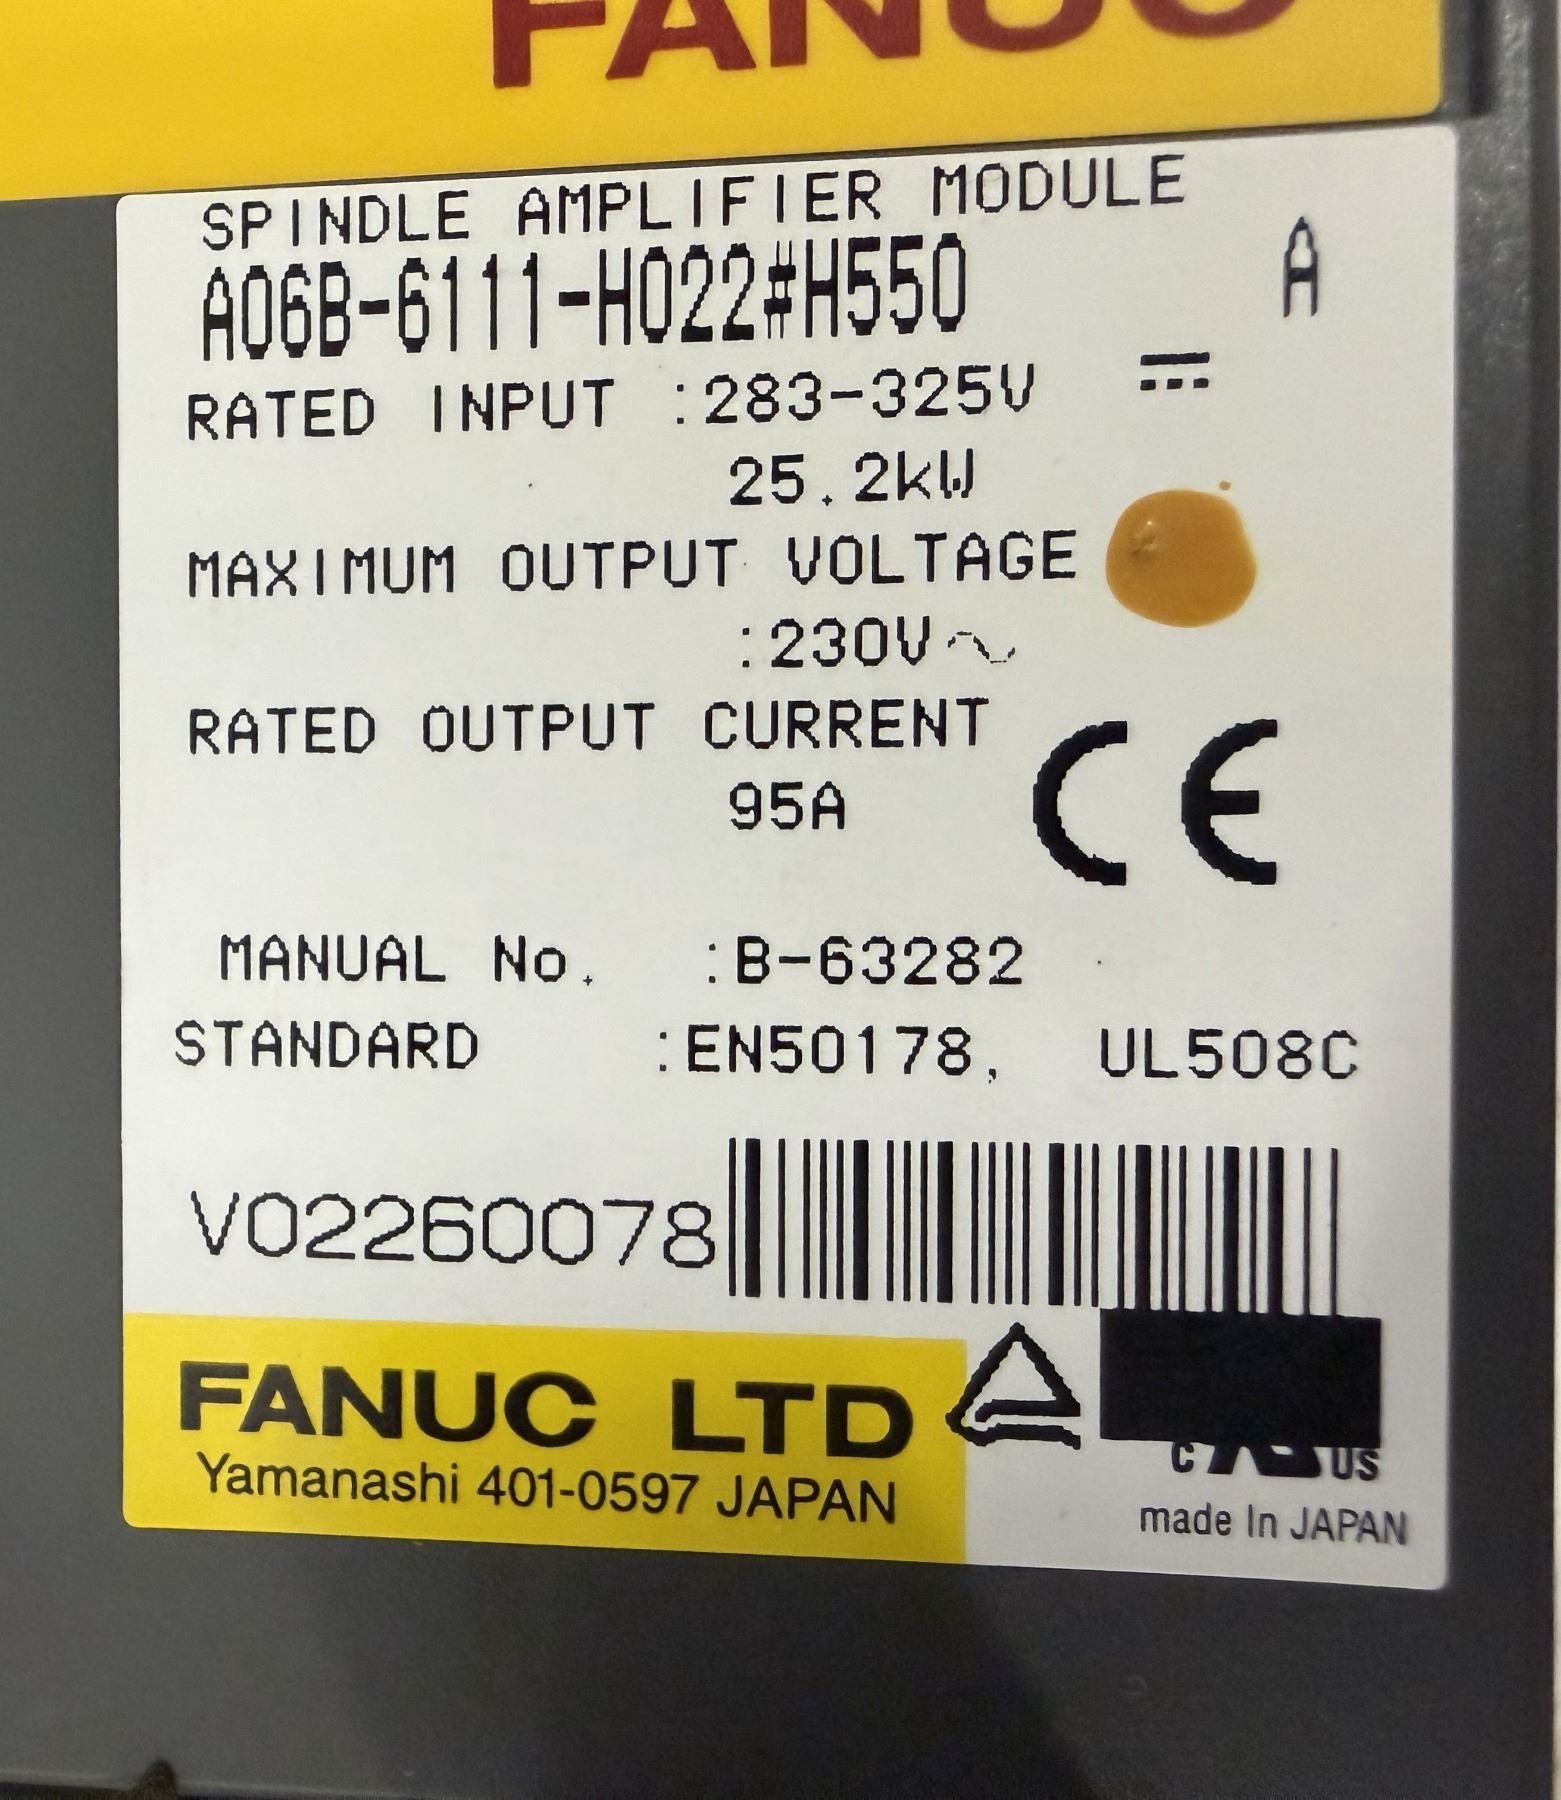 FANUC
SPINDLE AMPLIFIER MODULE
A06B-6111-H022#H550 A
RATED INPUT :283-325V ⎓
25.2kW
MAXIMUM OUTPUT VOLTAGE
:230V～
RATED OUTPUT CURRENT
95A
CE
MANUAL No. :B-63282
STANDARD :EN50178, UL508C
V02260078
FANUC LTD
Yamanashi 401-0597 JAPAN
c US
made In JAPAN